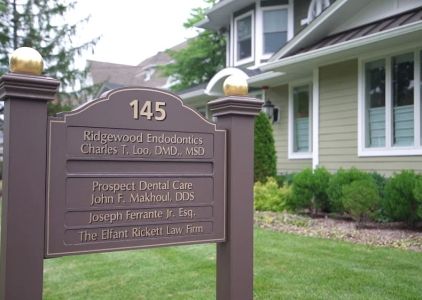 145
Ridgewood Endodontics
Charles T. Loo, DMD., MSD
Prospect Dental Care
John F. Makhoul, DDS
Joseph Ferrante Jr. Esq.
The Elfant Rickett Law Firm